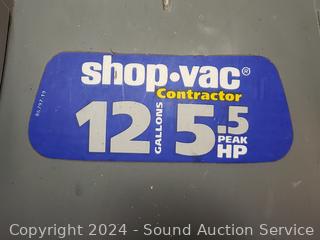 shop•vac®
Contractor
12 GALLONS 5.5 PEAK HP
Copyright 2024 - Sound Auction Service